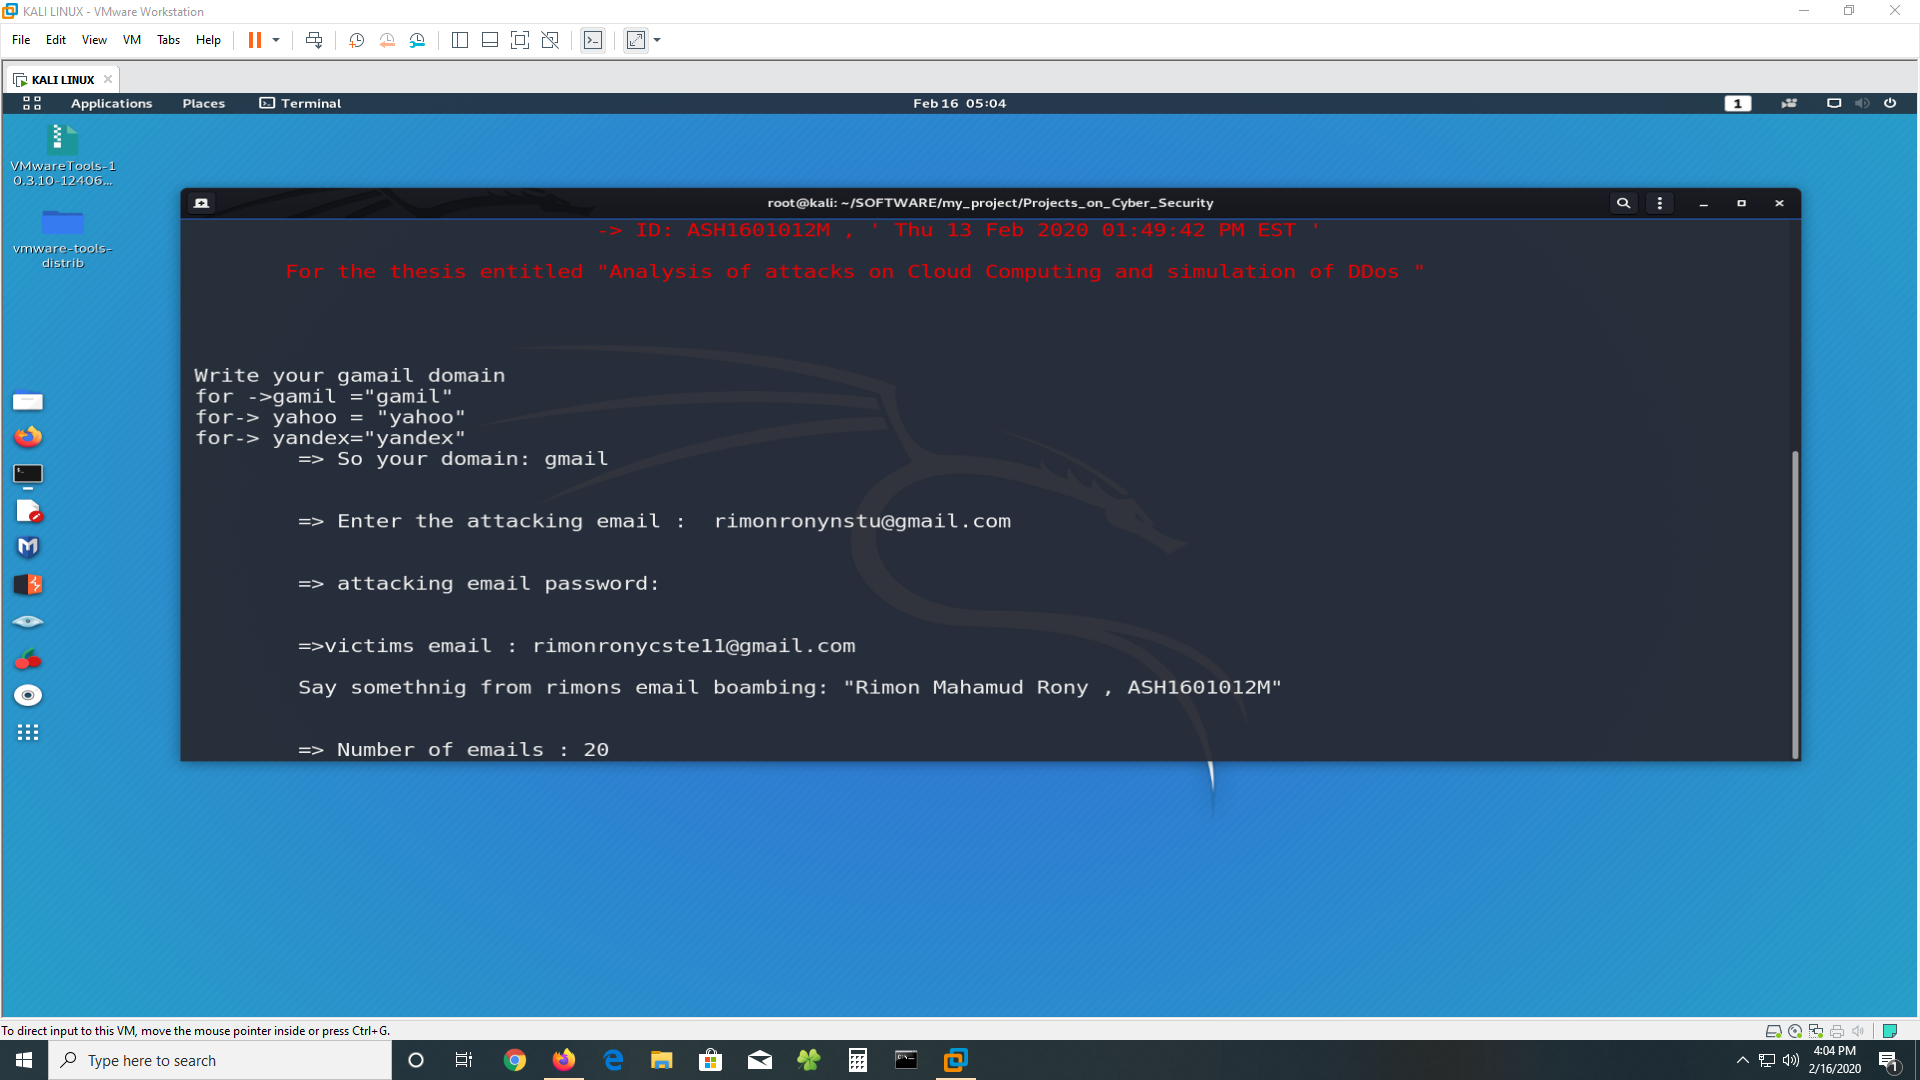 KALI LINUX - VMware Workstation
File Edit View VM Tabs Help
KALI LINUX
Applications Places Terminal Feb 16 05:04 1
VMwareTools-1
0.3.10-12406...
vmware-tools-
distrib
root@kali: ~/SOFTWARE/my_project/Projects_on_Cyber_Security
-> ID: ASH1601012M , ' Thu 13 Feb 2020 01:49:42 PM EST '
For the thesis entitled "Analysis of attacks on Cloud Computing and simulation of DDos "
Write your gamail domain
for ->gamil ="gamil"
for-> yahoo = "yahoo"
for-> yandex="yandex"
=> So your domain: gmail
=> Enter the attacking email :  rimonronynstu@gmail.com
=> attacking email password:
=>victims email : rimonronycste11@gmail.com
Say somethnig from rimons email boambing: "Rimon Mahamud Rony , ASH1601012M"
=> Number of emails : 20
To direct input to this VM, move the mouse pointer inside or press Ctrl+G.
Type here to search
4:04 PM
2/16/2020
1